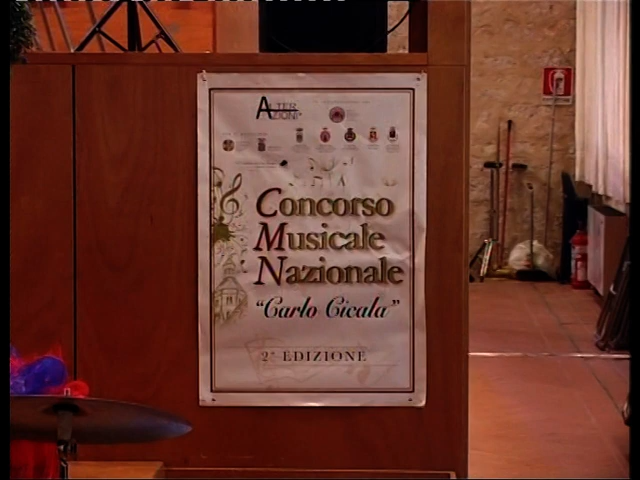 ALTER
AZIONI
Concorso
Musicale
Nazionale
"Carlo Cicala"
2ª EDIZIONE